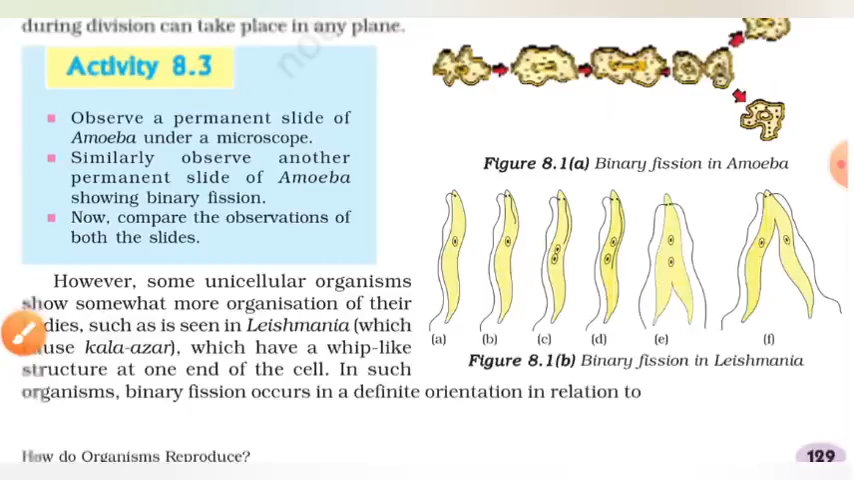 during division can take place in any plane.
Activity 8.3
Observe a permanent slide of
Amoeba under a microscope.
Similarly observe another
permanent slide of Amoeba
showing binary fission.
Now, compare the observations of
both the slides.
Figure 8.1(a) Binary fission in Amoeba
However, some unicellular organisms
show somewhat more organisation of their
dies, such as is seen in Leishmania (which
use kala-azar), which have a whip-like
structure at one end of the cell. In such
organisms, binary fission occurs in a definite orientation in relation to
(a) (b) (c) (d) (e) (f)
Figure 8.1(b) Binary fission in Leishmania
How do Organisms Reproduce?
129